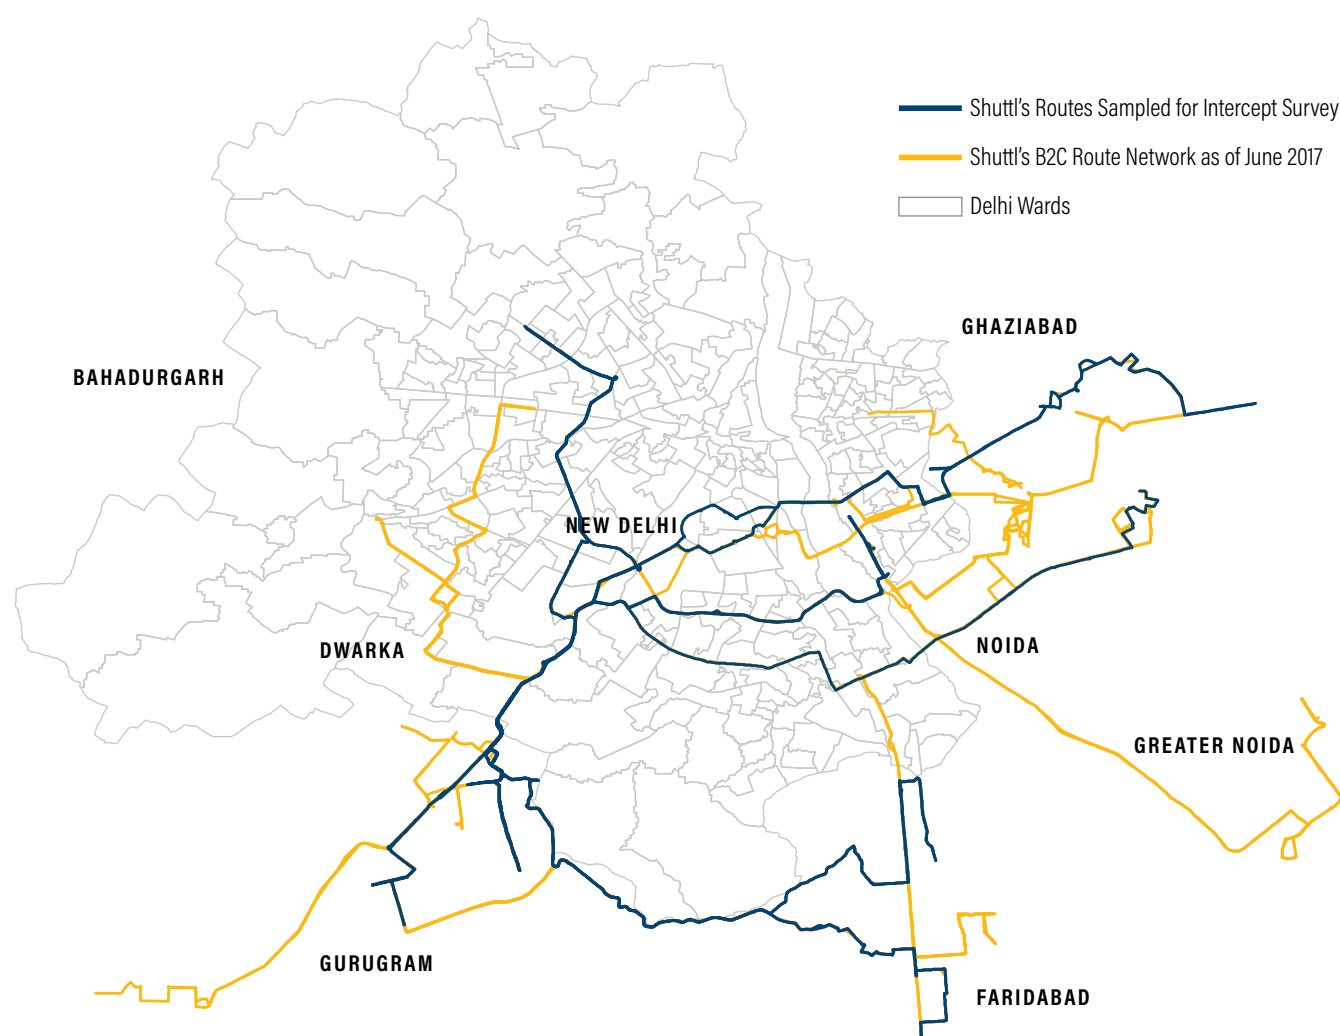 Shuttl's Routes Sampled for Intercept Survey
Shuttl's B2C Route Network as of June 2017
Delhi Wards
GHAZIABAD
BAHADURGARH
NEW DELHI
DWARKA
NOIDA
GREATER NOIDA
GURUGRAM
FARIDABAD